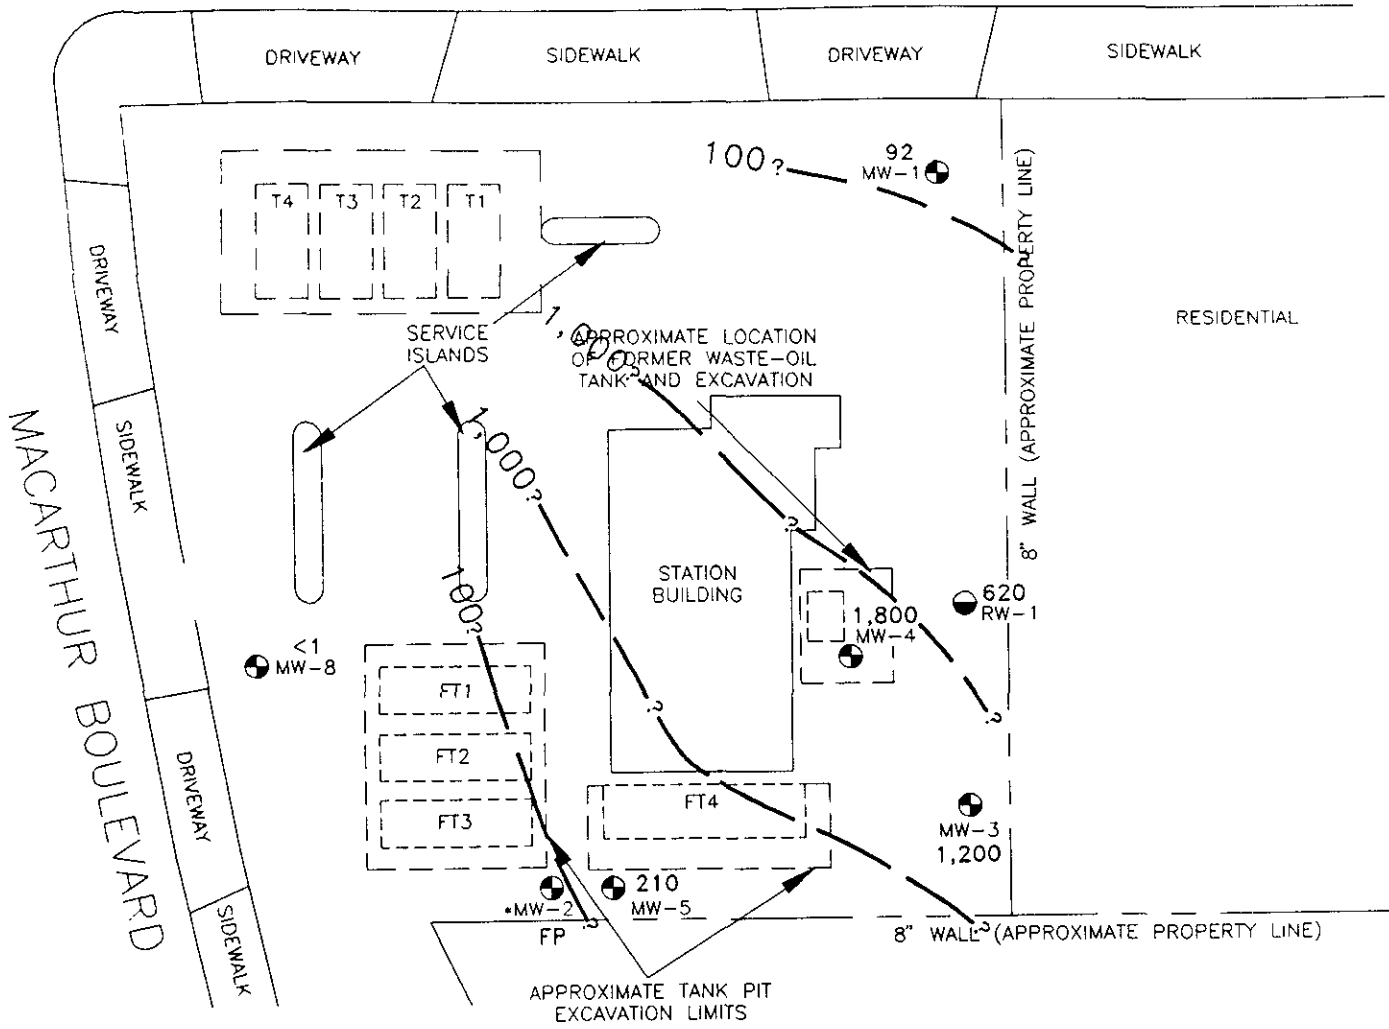 DRIVEWAY
SIDEWALK
DRIVEWAY
SIDEWALK
100?
92
MW-1
T4
T3
T2
T1
8" WALL (APPROXIMATE PROPERTY LINE)
DRIVEWAY
SERVICE
ISLANDS
1,000?
APPROXIMATE LOCATION
OF FORMER WASTE-OIL
TANK AND EXCAVATION
RESIDENTIAL
SIDEWALK
MACARTHUR BOULEVARD
1,000?
?
100?
STATION
BUILDING
620
RW-1
1,800
MW-4
<1
MW-8
FT1
?
?
FT2
DRIVEWAY
FT4
FT3
MW-3
1,200
*MW-2
210
MW-5
SIDEWALK
FP
?
?
8" WALL (APPROXIMATE PROPERTY LINE)
APPROXIMATE TANK PIT
EXCAVATION LIMITS